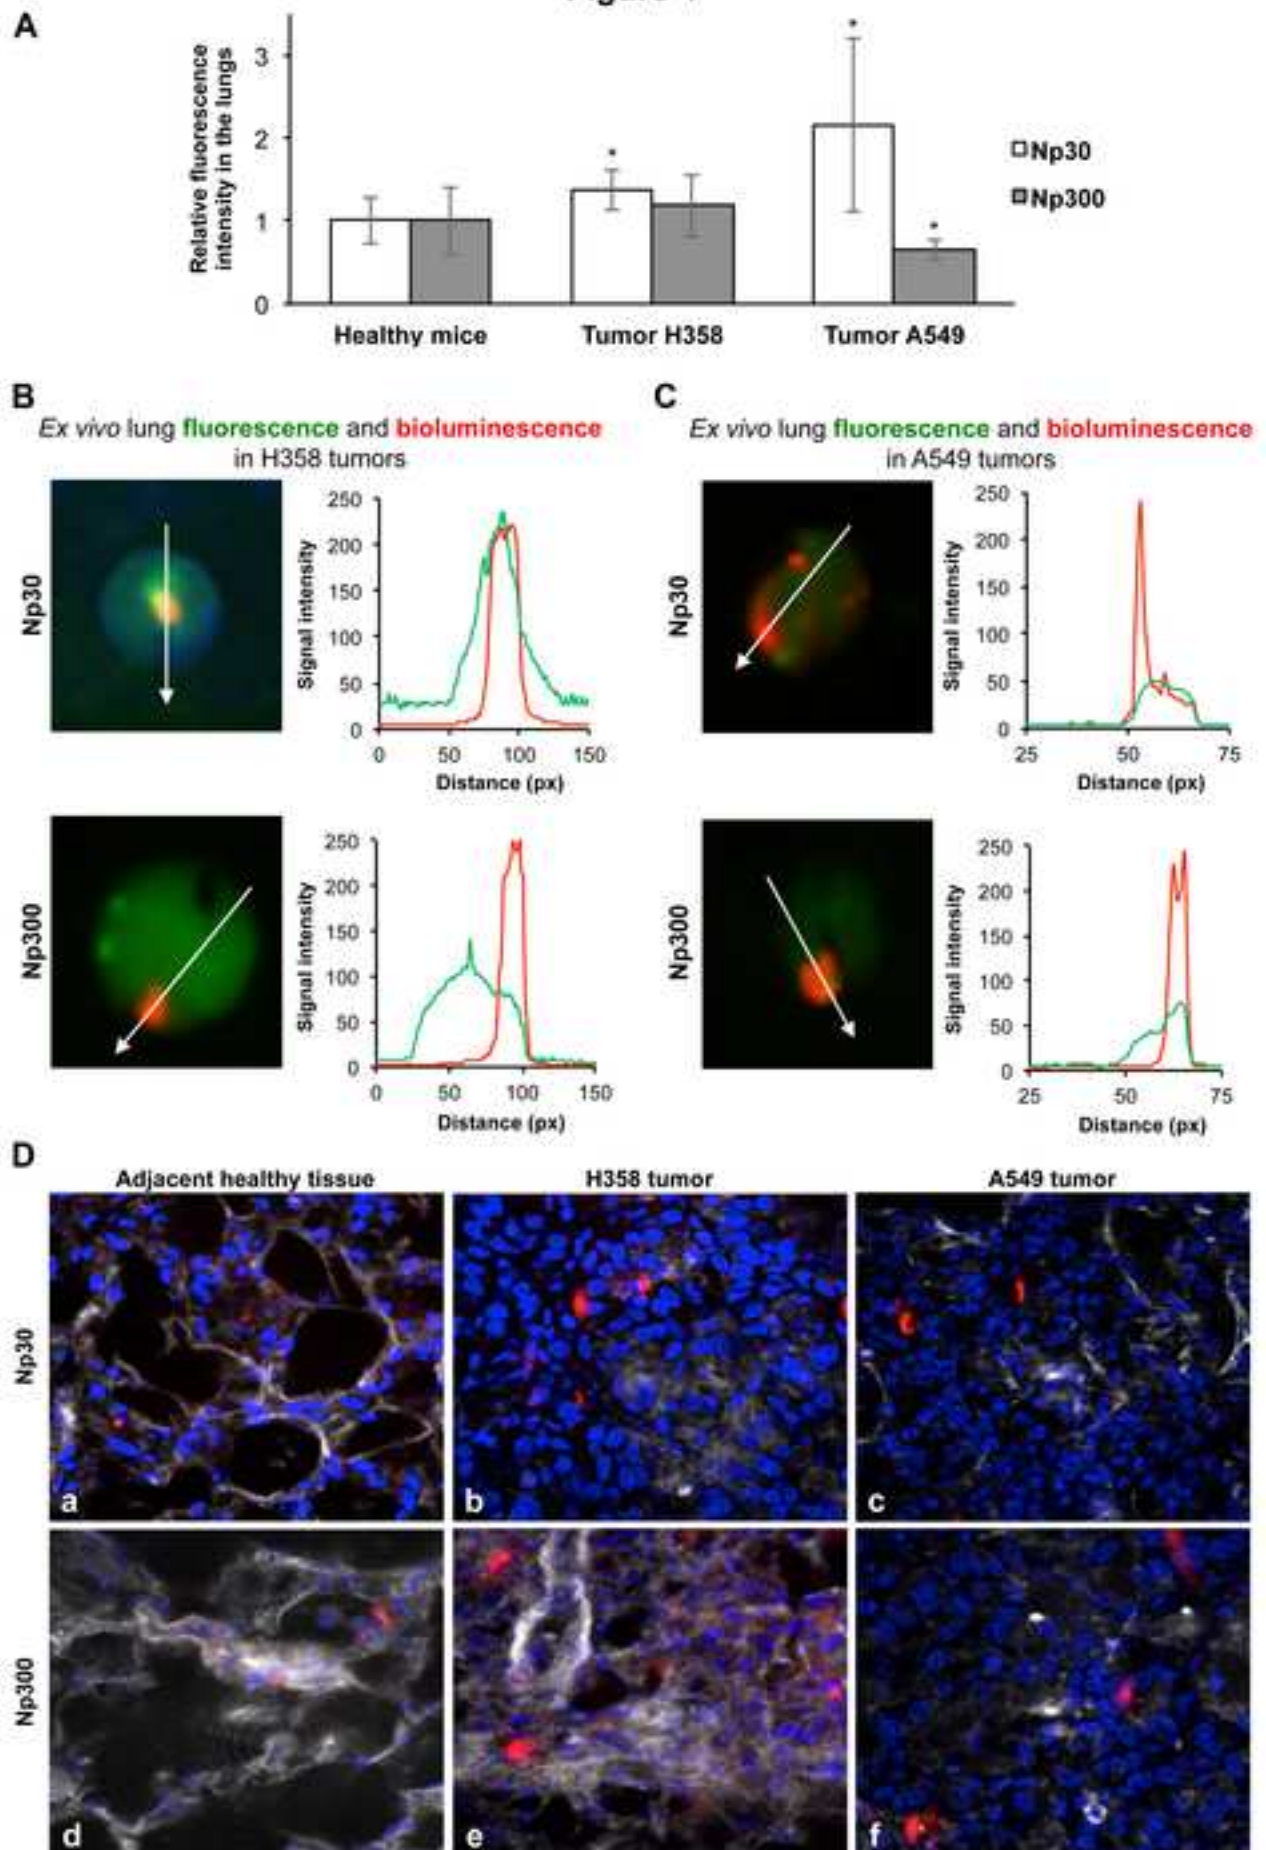 A
Relative fluorescence
intensity in the lungs
3
2
1
0
*
*
*
Np30
Np300
Healthy mice
Tumor H358
Tumor A549
B
Ex vivo lung fluorescence and bioluminescence
in H358 tumors
Np30
Signal intensity
250
200
150
100
50
0
0 50 100 150
Distance (px)
Np300
Signal intensity
250
200
150
100
50
0
0 50 100 150
Distance (px)
C
Ex vivo lung fluorescence and bioluminescence
in A549 tumors
Np30
Signal intensity
250
200
150
100
50
0
25 50 75
Distance (px)
Np300
Signal intensity
250
200
150
100
50
0
25 50 75
Distance (px)
D
Adjacent healthy tissue
H358 tumor
A549 tumor
Np30
a
b
c
Np300
d
e
f